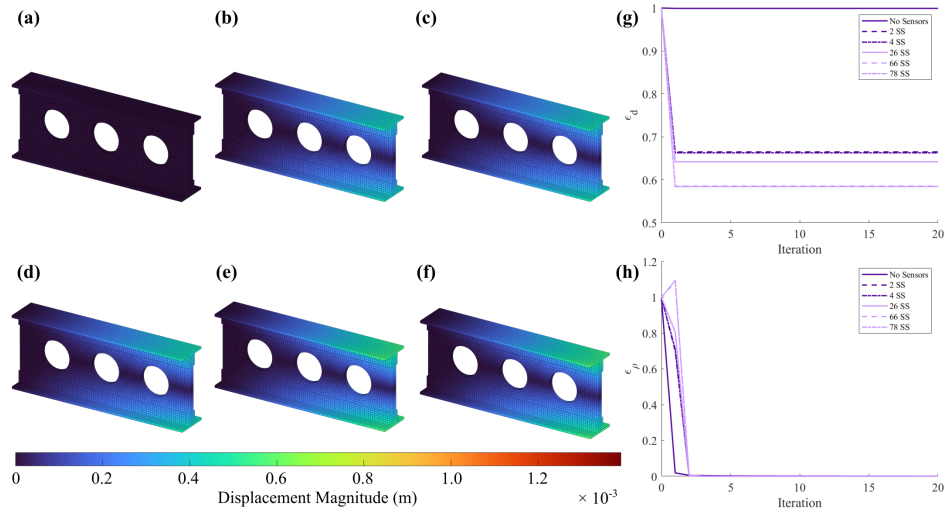 (a)
(b)
(c)
(d)
(e)
(f)
0
0.2
0.4
0.6
0.8
1.0
1.2
Displacement Magnitude (m)
× 10⁻³
(g)
1
0.9
0.8
0.7
0.6
0.5
ϵd
0
5
10
15
20
Iteration
No Sensors
2 SS
4 SS
26 SS
66 SS
78 SS
(h)
1.2
1
0.8
0.6
0.4
0.2
0
ϵρ
0
5
10
15
20
Iteration
No Sensors
2 SS
4 SS
26 SS
66 SS
78 SS